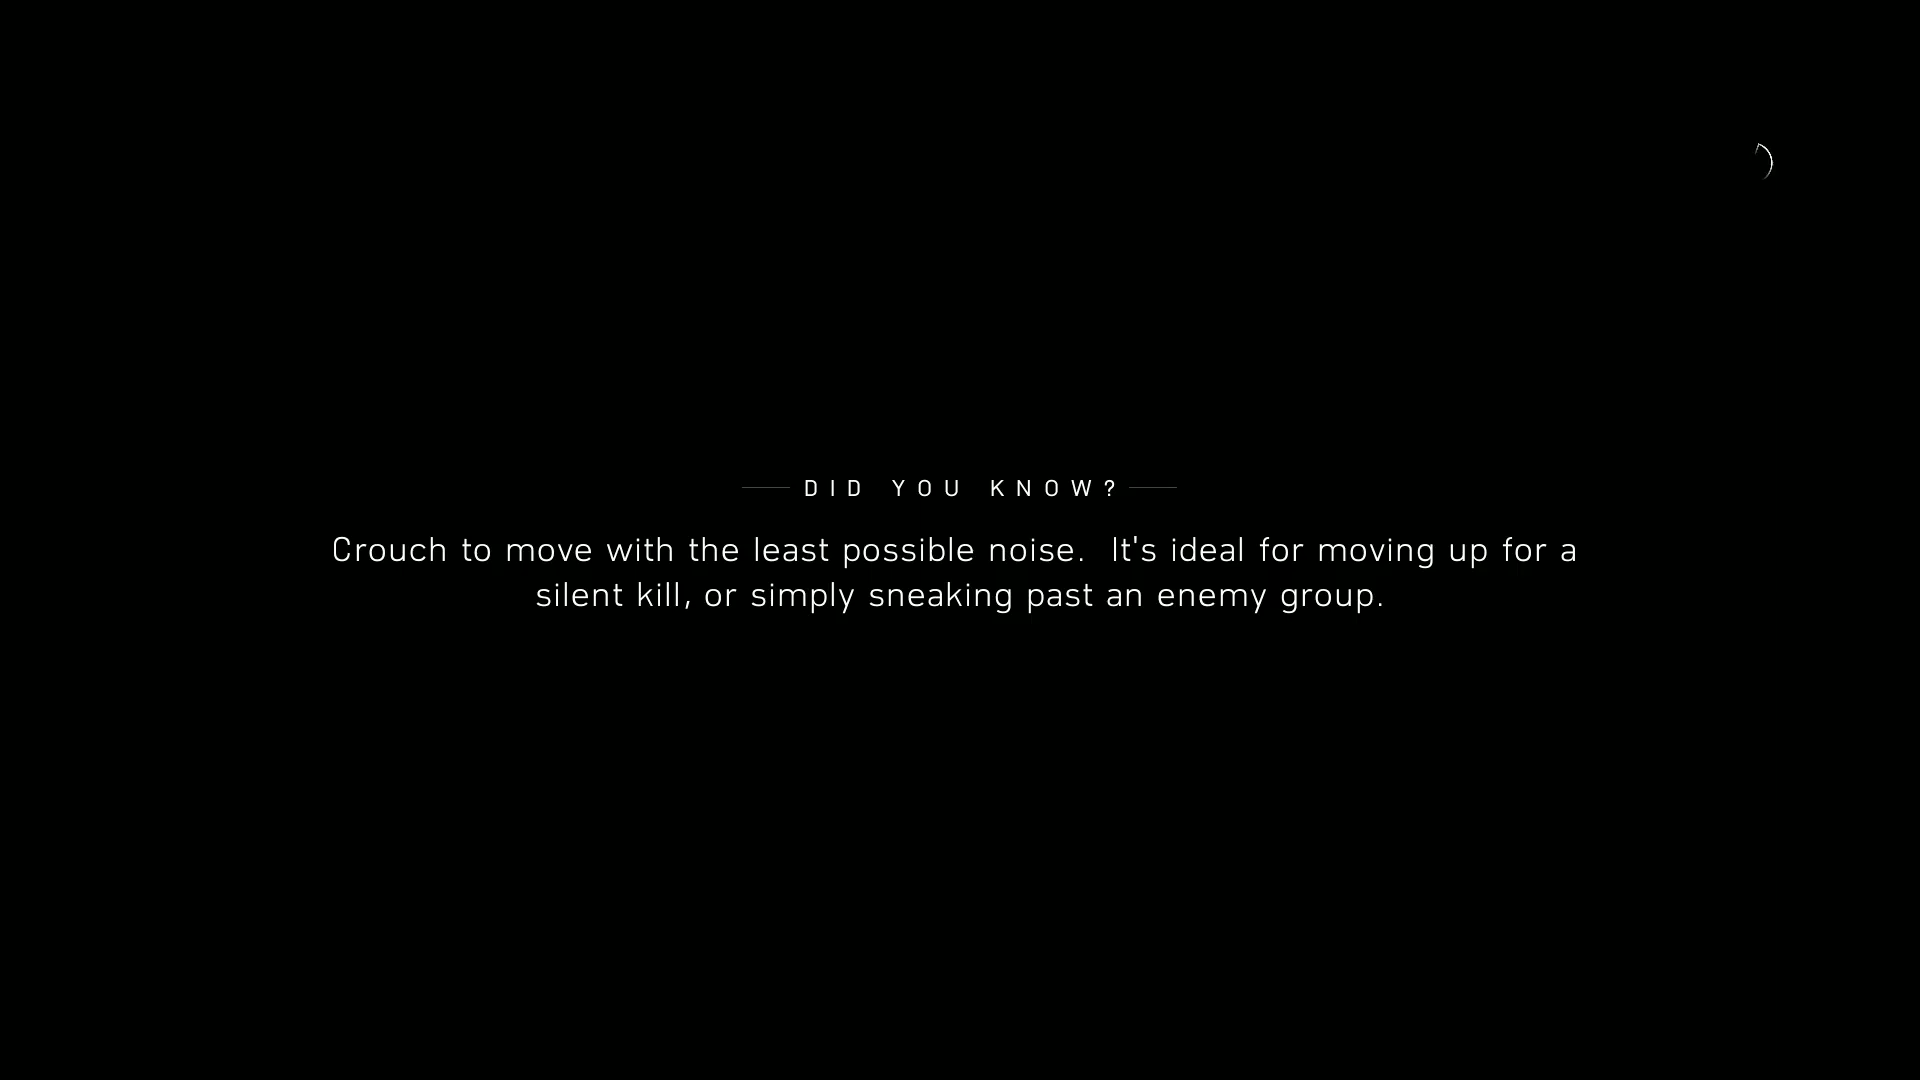 DID YOU KNOW?
Crouch to move with the least possible noise.  It's ideal for moving up for a
silent kill, or simply sneaking past an enemy group.